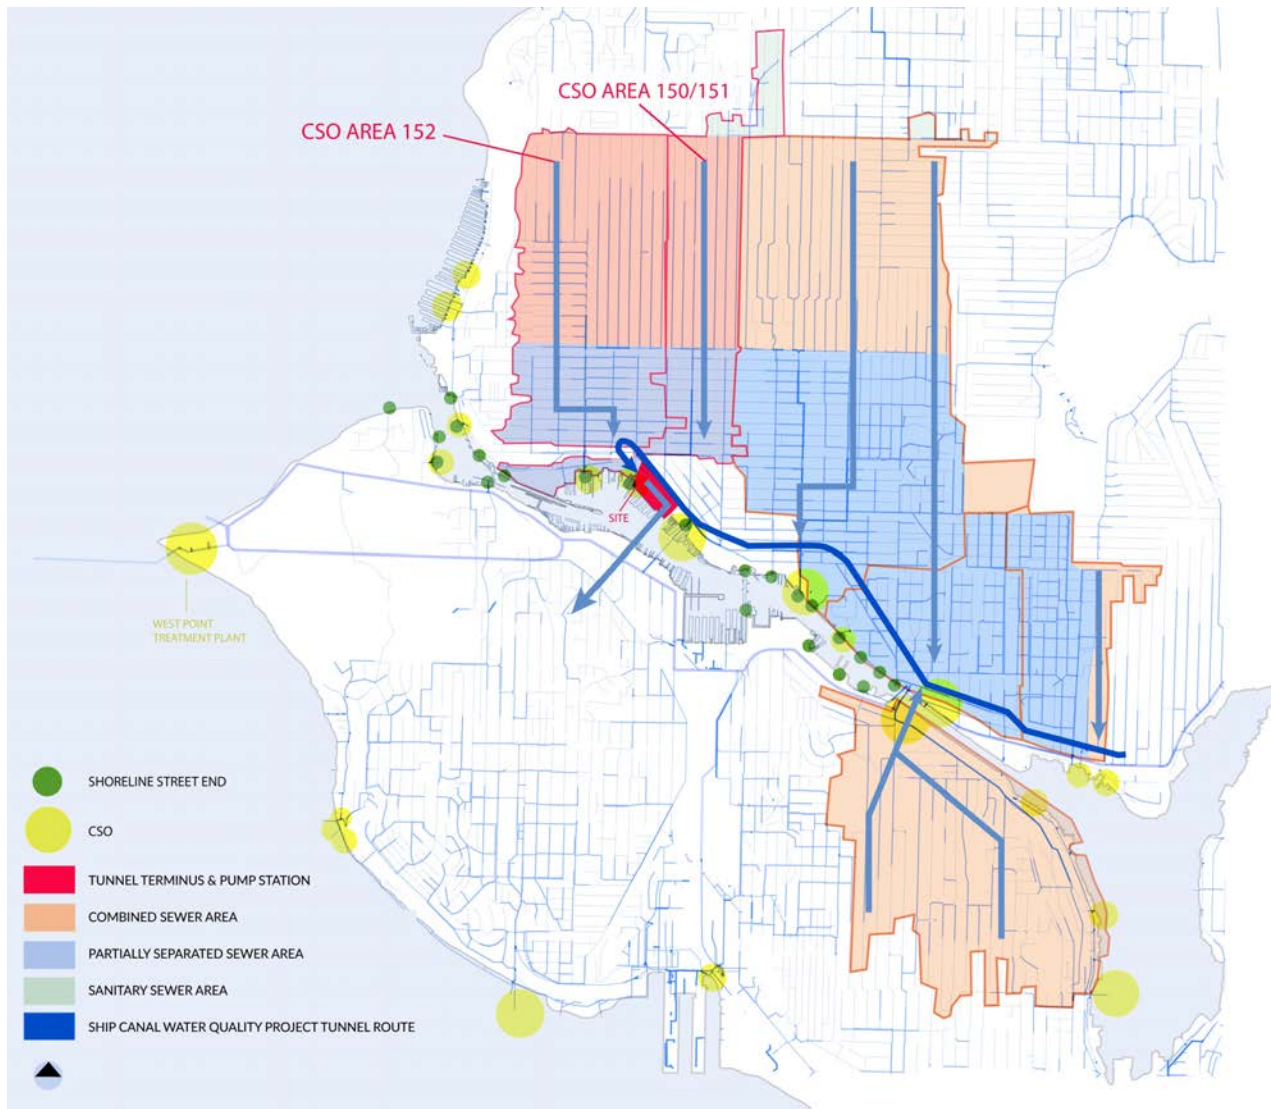 CSO AREA 150/151
CSO AREA 152
SITE
WEST POINT
TREATMENT PLANT
SHORELINE STREET END
CSO
TUNNEL TERMINUS & PUMP STATION
COMBINED SEWER AREA
PARTIALLY SEPARATED SEWER AREA
SANITARY SEWER AREA
SHIP CANAL WATER QUALITY PROJECT TUNNEL ROUTE